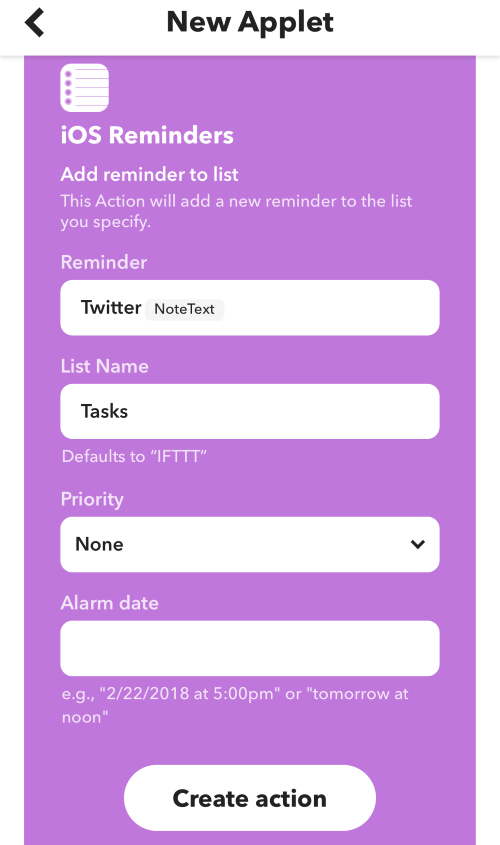 New Applet
iOS Reminders
Add reminder to list
This Action will add a new reminder to the list
you specify.
Reminder
Twitter NoteText
List Name
Tasks
Defaults to “IFTTT”
Priority
None
Alarm date
e.g., "2/22/2018 at 5:00pm" or "tomorrow at
noon"
Create action